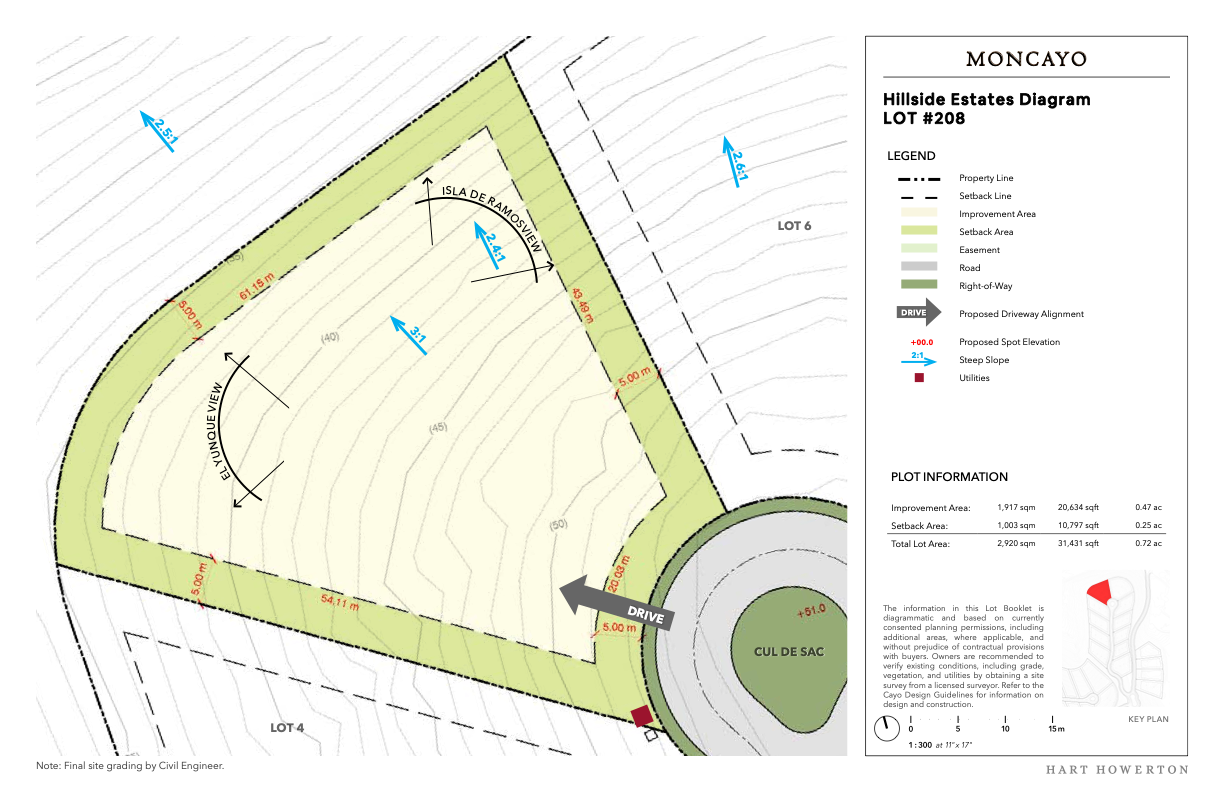 MONCAYO
Hillside Estates Diagram
LOT #208
LEGEND
Property Line
Setback Line
Improvement Area
Setback Area
Easement
Road
Right-of-Way
DRIVE
Proposed Driveway Alignment
+00.0
Proposed Spot Elevation
2:1
Steep Slope
Utilities
PLOT INFORMATION
Improvement Area: 1,917 sqm 20,634 sqft 0.47 ac
Setback Area: 1,003 sqm 10,797 sqft 0.25 ac
Total Lot Area: 2,920 sqm 31,431 sqft 0.72 ac
The information in this Lot Booklet is
diagrammatic and based on currently
consented planning permissions, including
additional areas, where applicable, and
without prejudice of contractual provisions
with buyers. Owners are recommended to
verify existing conditions, including grade,
vegetation, and utilities by obtaining a site
survey from a licensed surveyor. Refer to the
Cayo Design Guidelines for information on
design and construction.
KEY PLAN
0 5 10 15m
1 : 300 at 11" x 17"
2.5:1
2.6:1
ISLA DE RAMOSVIEW
2.4:1
LOT 6
(35)
61.18 m
5.00 m
43.49 m
3:1
(40)
5.00 m
EL YUNQUE VIEW
(45)
(50)
20.03 m
5.00 m
54.11 m
DRIVE
5.00 m
+51.0
CUL DE SAC
LOT 4
Note: Final site grading by Civil Engineer.
HART HOWERTON